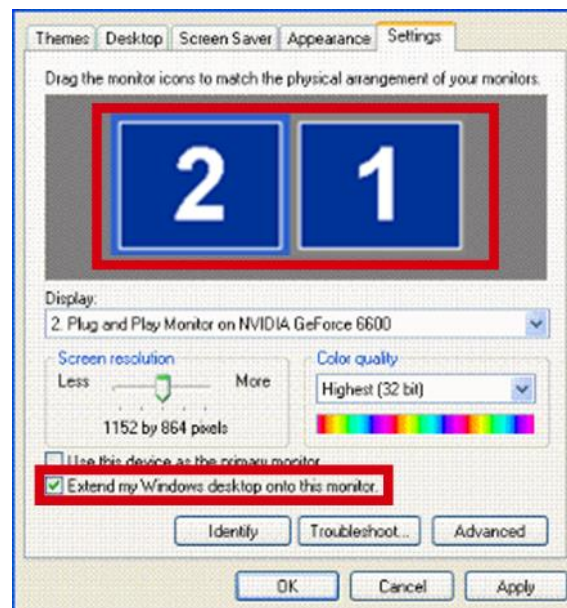 Themes Desktop Screen Saver Appearance Settings
Drag the monitor icons to match the physical arrangement of your monitors.
2 1
Display:
2. Plug and Play Monitor on NVIDIA GeForce 6600
Screen resolution Color quality
Less More Highest (32 bit)
1152 by 864 pixels
Use this device as the primary monitor.
Extend my Windows desktop onto this monitor.
Identify Troubleshoot... Advanced
OK Cancel Apply